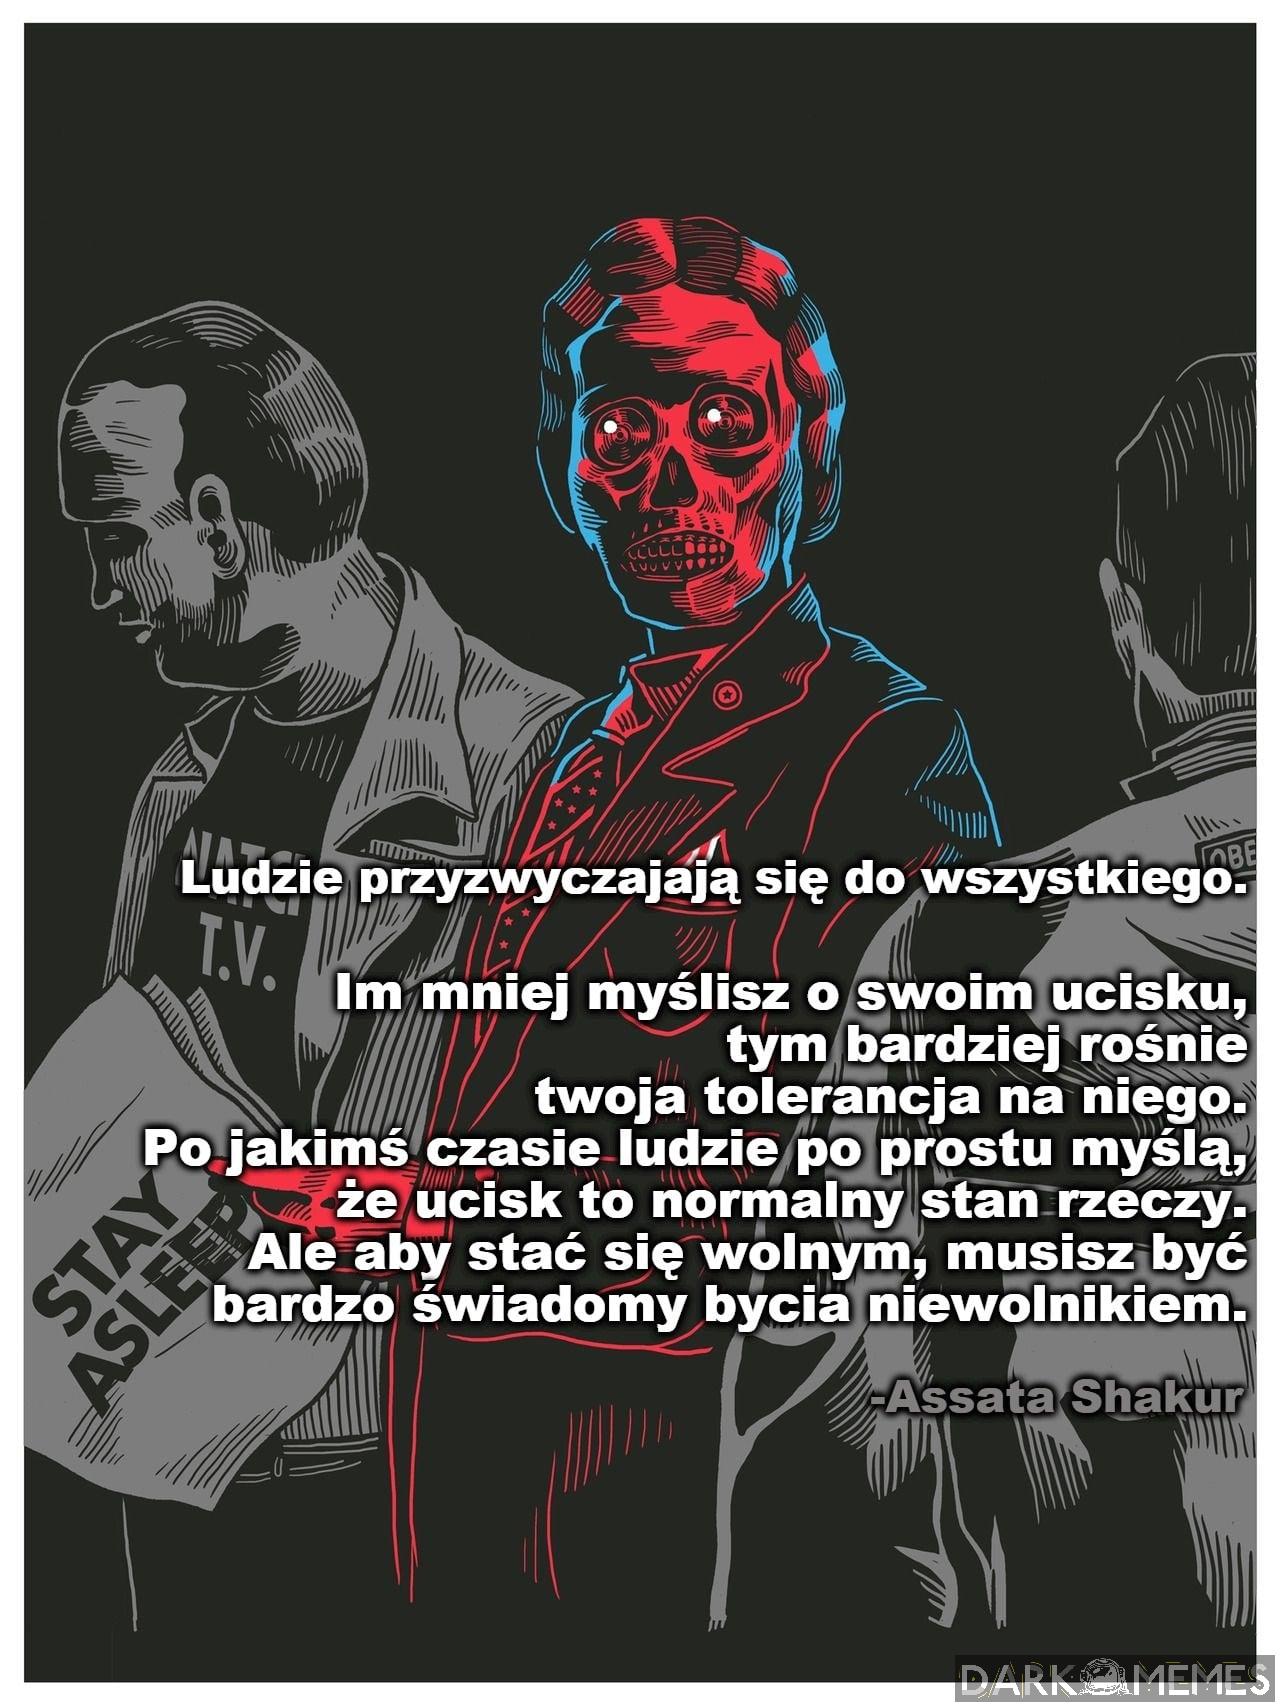 WATCH
T.V.
OBE
Ludzie przyzwyczajają się do wszystkiego.
Im mniej myślisz o swoim ucisku,
tym bardziej rośnie
twoja tolerancja na niego.
Po jakimś czasie ludzie po prostu myślą,
że ucisk to normalny stan rzeczy.
Ale aby stać się wolnym, musisz być
bardzo świadomy bycia niewolnikiem.
STAY
ASLEEP
-Assata Shakur
DARK MEMES